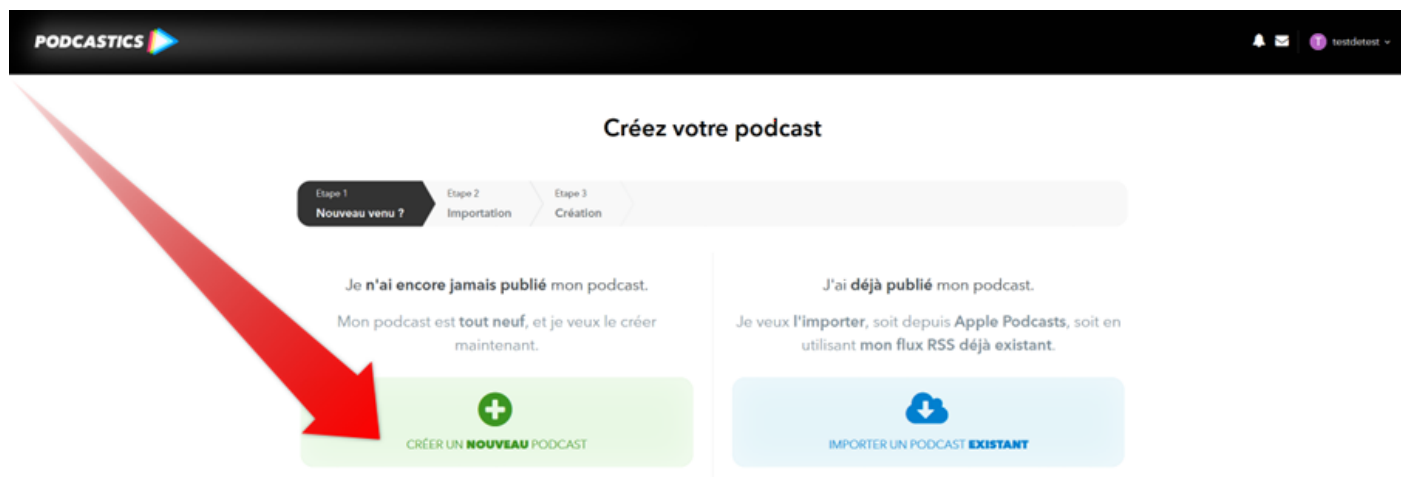 PODCASTICS
T testdetest
Créez votre podcast
Etape 1
Nouveau venu ?
Etape 2
Importation
Etape 3
Création
Je n'ai encore jamais publié mon podcast.
Mon podcast est tout neuf, et je veux le créer
maintenant.
CRÉER UN NOUVEAU PODCAST
J'ai déjà publié mon podcast.
Je veux l'importer, soit depuis Apple Podcasts, soit en
utilisant mon flux RSS déjà existant.
IMPORTER UN PODCAST EXISTANT